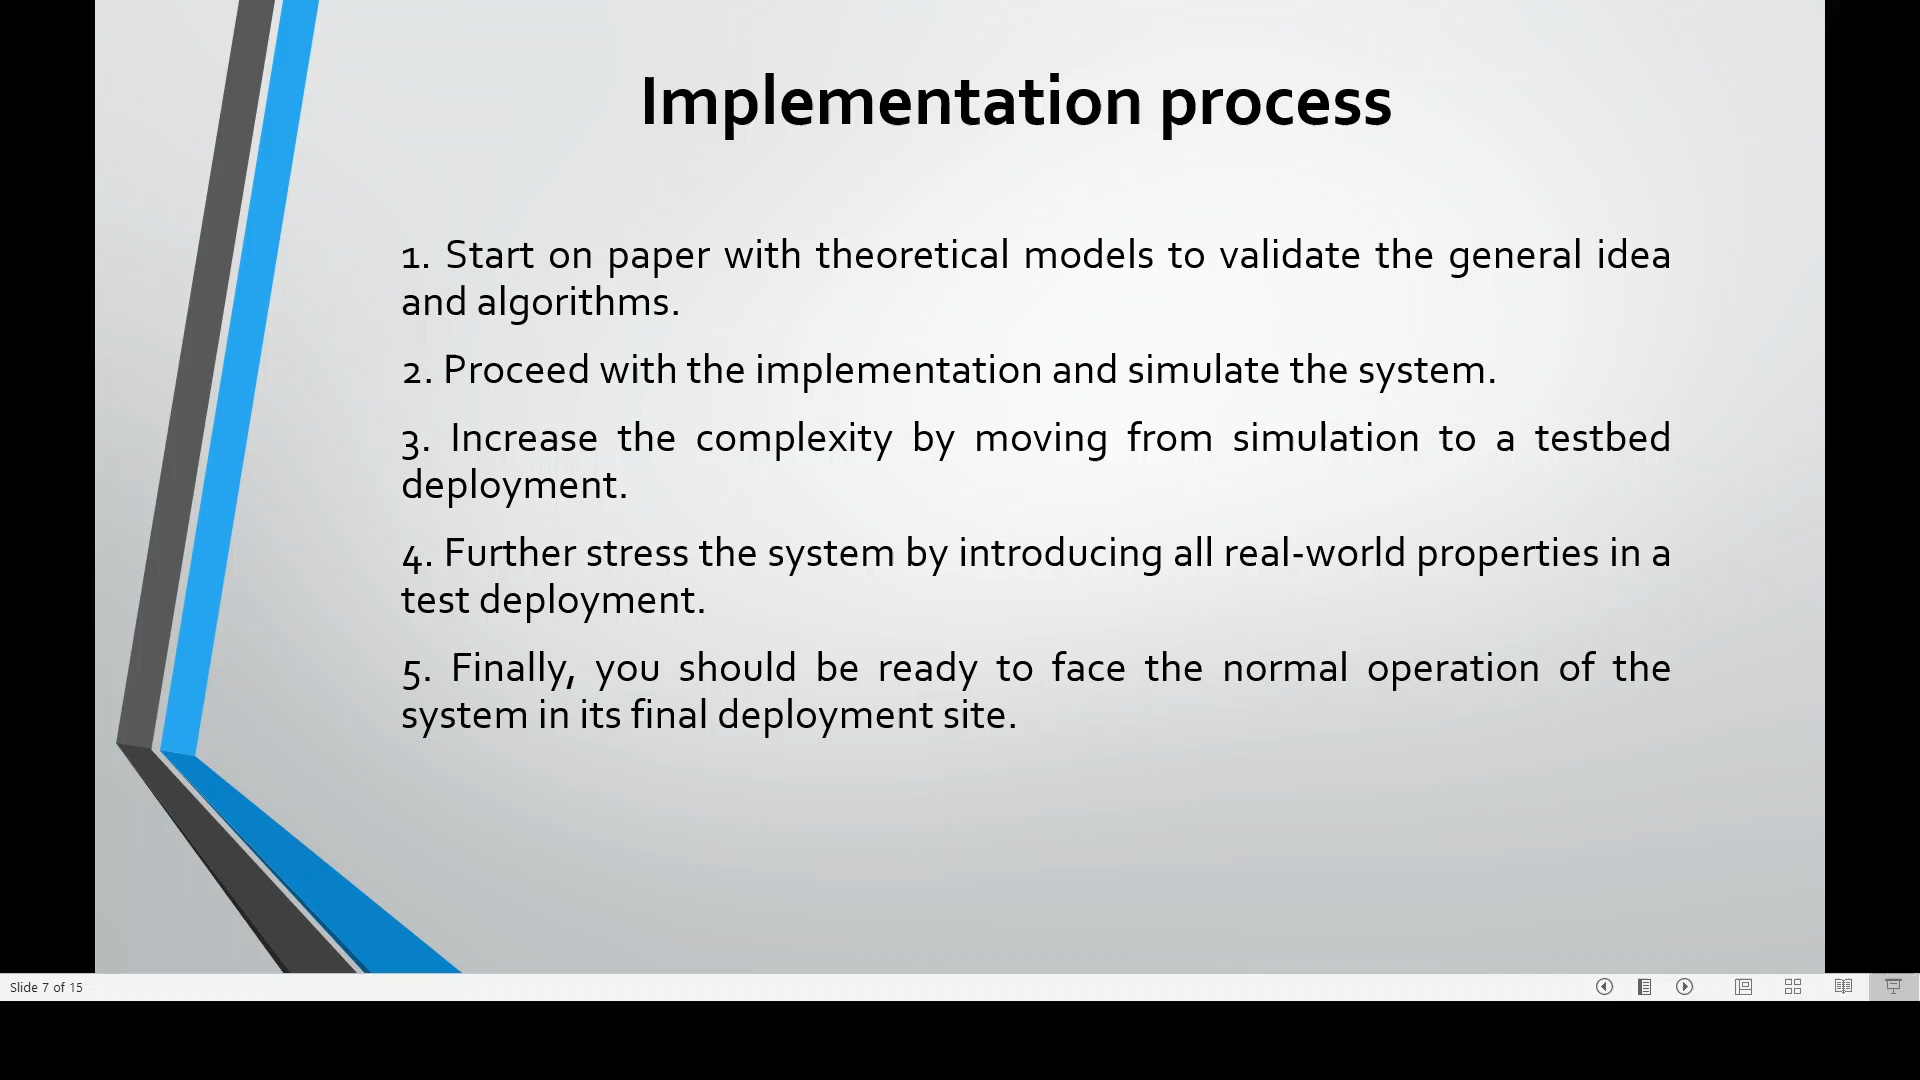 Implementation process
1. Start on paper with theoretical models to validate the general idea
and algorithms.
2. Proceed with the implementation and simulate the system.
3. Increase the complexity by moving from simulation to a testbed
deployment.
4. Further stress the system by introducing all real-world properties in a
test deployment.
5. Finally, you should be ready to face the normal operation of the
system in its final deployment site.
Slide 7 of 15